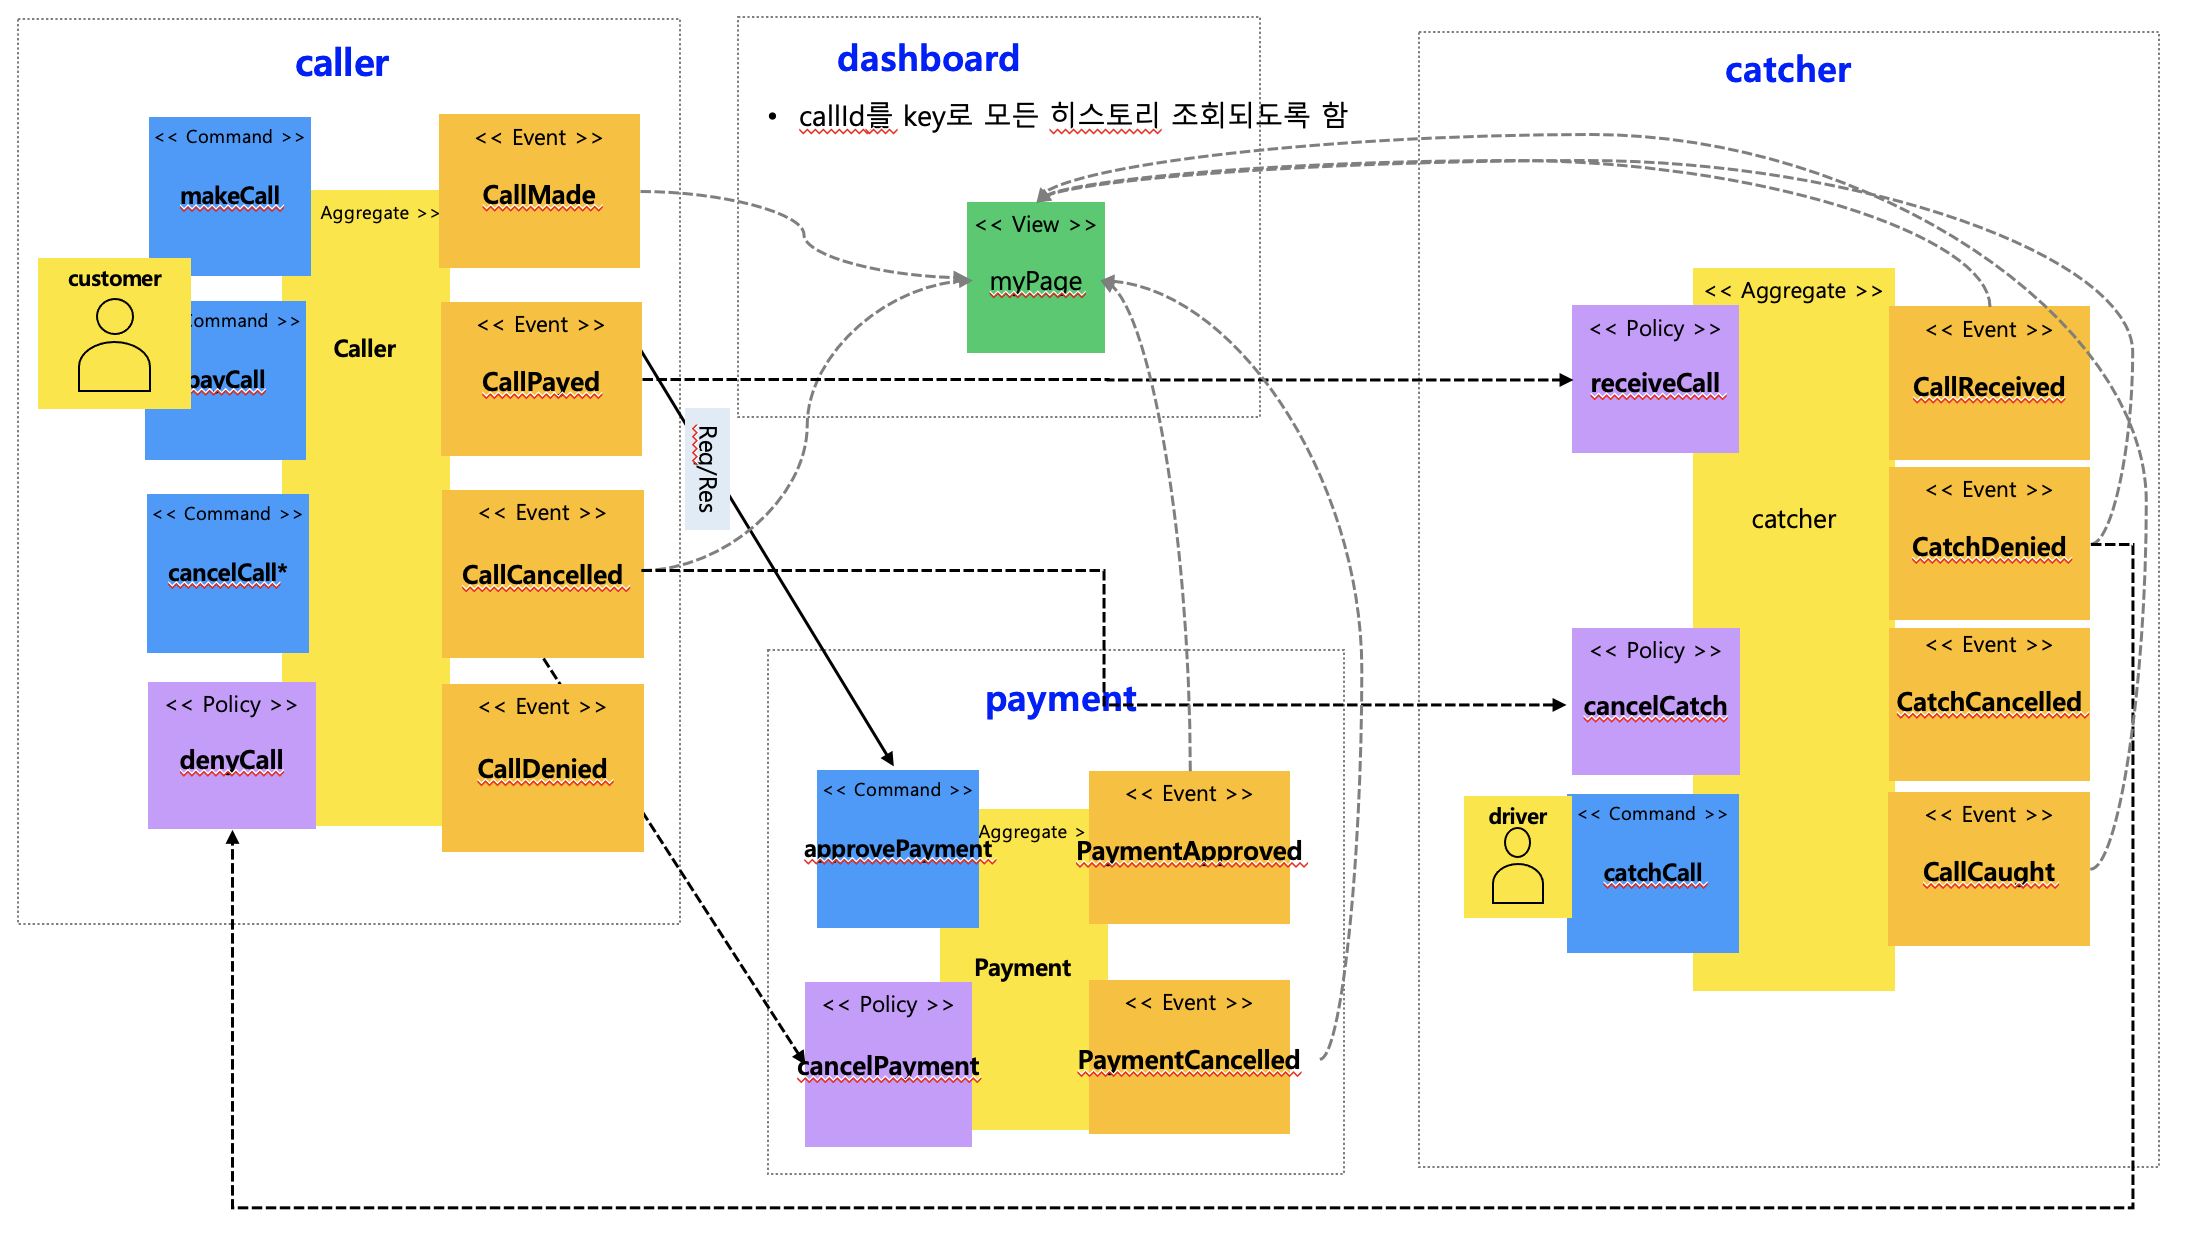 caller
<< Command >>
makeCall
<< Event >>
CallMade
Aggregate >>
Caller
customer
Command >>
payCall
<< Event >>
CallPayed
<< Command >>
cancelCall*
<< Event >>
CallCancelled
<< Policy >>
denyCall
<< Event >>
CallDenied
Req/Res
dashboard
• callId를 key로 모든 히스토리 조회되도록 함
<< View >>
myPage
payment
<< Command >>
approvePayment
Aggregate >
Payment
<< Event >>
PaymentApproved
<< Policy >>
cancelPayment
<< Event >>
PaymentCancelled
catcher
<< Aggregate >>
catcher
<< Policy >>
receiveCall
<< Event >>
CallReceived
<< Event >>
CatchDenied
<< Policy >>
cancelCatch
<< Event >>
CatchCancelled
driver
<< Command >>
catchCall
<< Event >>
CallCaught